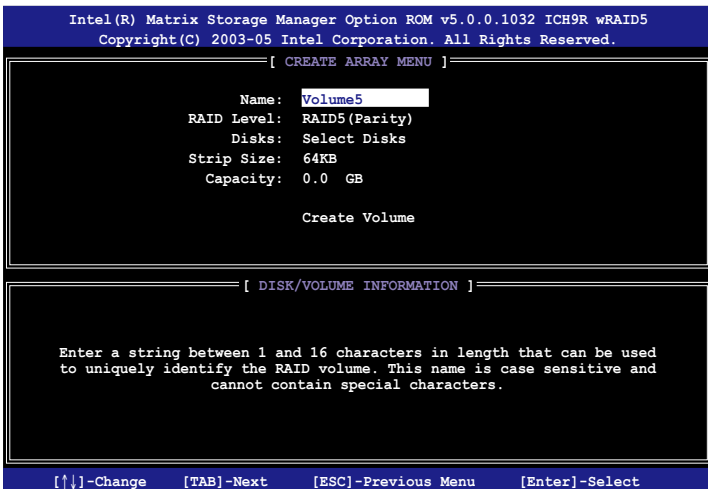 Intel(R) Matrix Storage Manager Option ROM v5.0.0.1032 ICH9R wRAID5
Copyright(C) 2003-05 Intel Corporation. All Rights Reserved.
[ CREATE ARRAY MENU ]
Name: Volume5
RAID Level: RAID5(Parity)
Disks: Select Disks
Strip Size: 64KB
Capacity: 0.0 GB
Create Volume
[ DISK/VOLUME INFORMATION ]
Enter a string between 1 and 16 characters in length that can be used
to uniquely identify the RAID volume. This name is case sensitive and
cannot contain special characters.
[↑↓]-Change [TAB]-Next [ESC]-Previous Menu [Enter]-Select